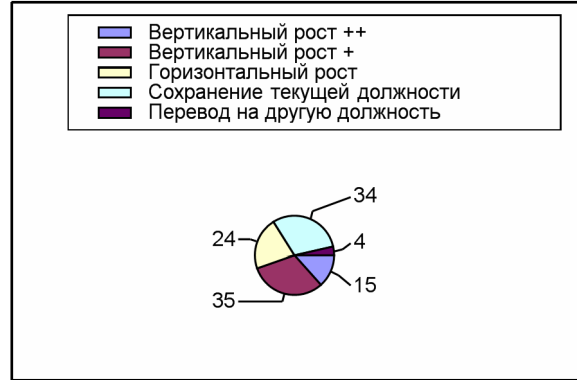 Вертикальный рост ++
Вертикальный рост +
Горизонтальный рост
Сохранение текущей должности
Перевод на другую должность
34
24
4
15
35